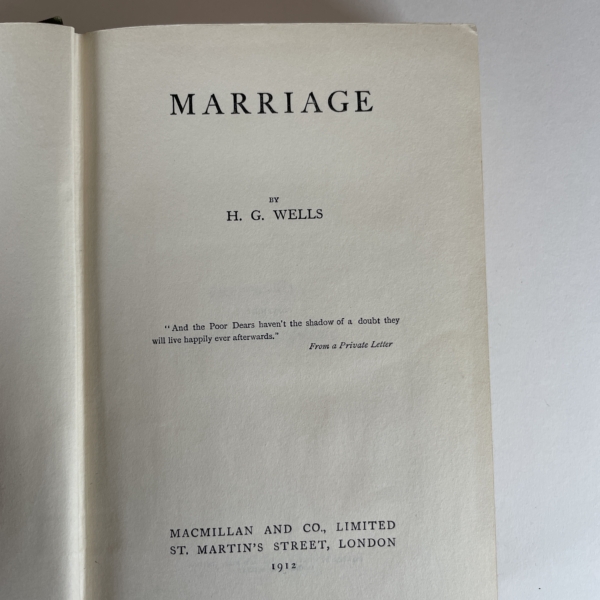 MARRIAGE
BY
H. G. WELLS
"And the Poor Dears haven't the shadow of a doubt they
will live happily ever afterwards."
From a Private Letter
MACMILLAN AND CO., LIMITED
ST. MARTIN'S STREET, LONDON
1912